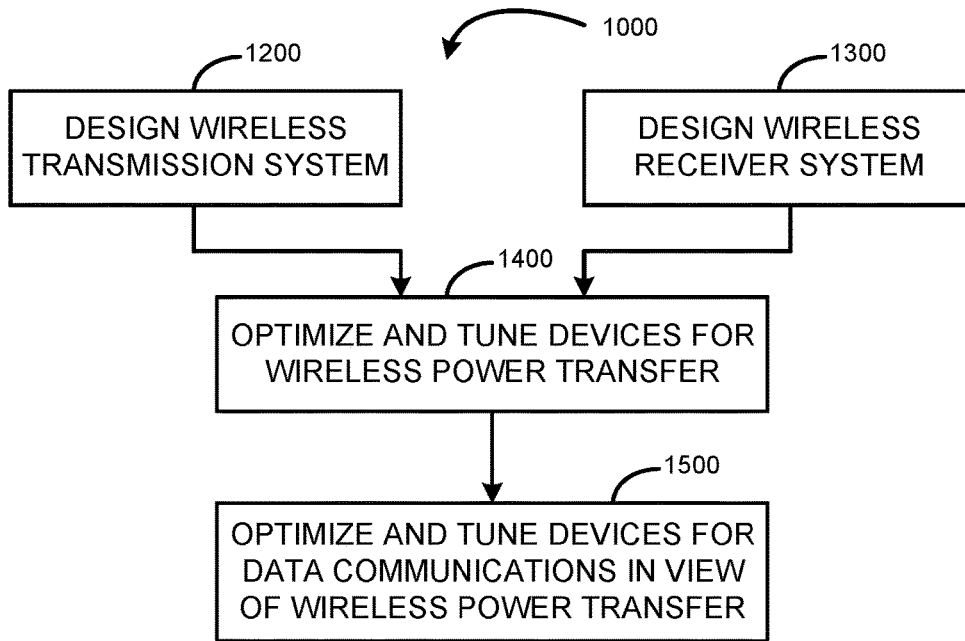 1000
1200
DESIGN WIRELESS
TRANSMISSION SYSTEM
1300
DESIGN WIRELESS
RECEIVER SYSTEM
1400
OPTIMIZE AND TUNE DEVICES FOR
WIRELESS POWER TRANSFER
1500
OPTIMIZE AND TUNE DEVICES FOR
DATA COMMUNICATIONS IN VIEW
OF WIRELESS POWER TRANSFER